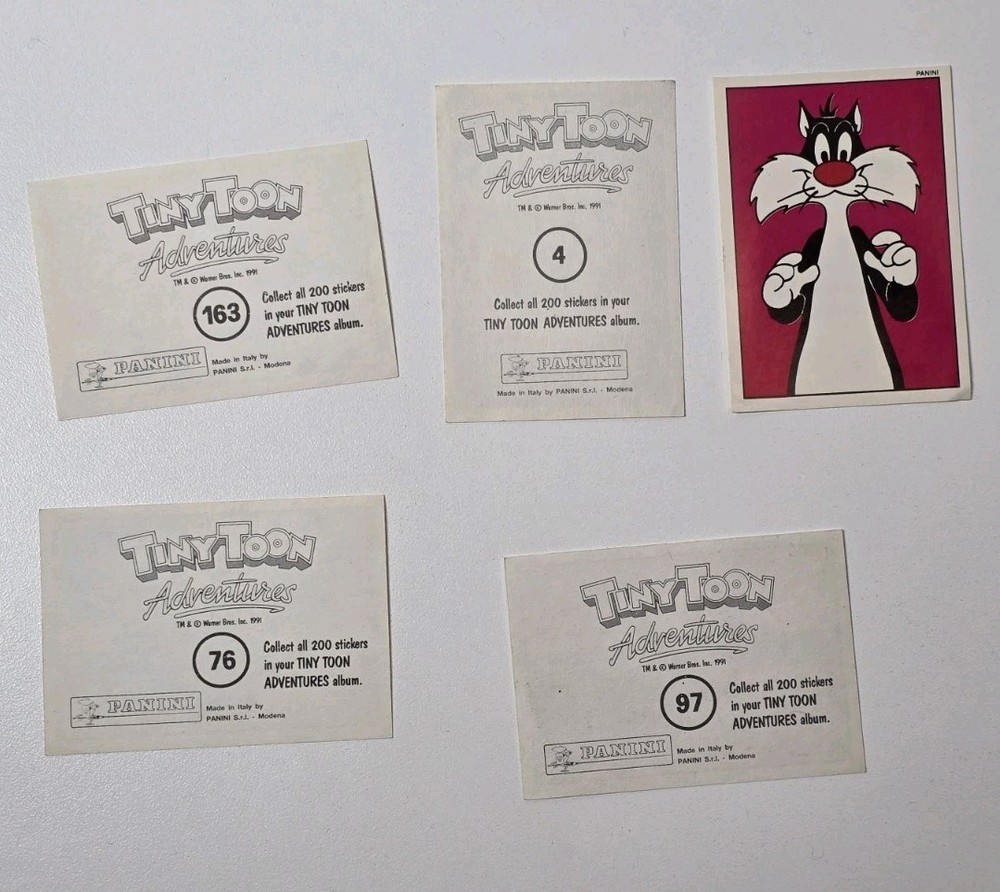 TINY TOON
Adventures
TM & © Warner Bros. Inc. 1991
163
Collect all 200 stickers
in your TINY TOON
ADVENTURES album.
PANINI
Made in Italy by
PANINI S.r.l. - Modena
TINY TOON
Adventures
TM & © Warner Bros. Inc. 1991
4
Collect all 200 stickers in your
TINY TOON ADVENTURES album.
PANINI
Made in Italy by PANINI S.r.l. - Modena
PANINI
TINY TOON
Adventures
TM & © Warner Bros. Inc. 1991
76
Collect all 200 stickers
in your TINY TOON
ADVENTURES album.
PANINI
Made in Italy by
PANINI S.r.l. - Modena
TINY TOON
Adventures
TM & © Warner Bros. Inc. 1991
97
Collect all 200 stickers
in your TINY TOON
ADVENTURES album.
PANINI
Made in Italy by
PANINI S.r.l. - Modena